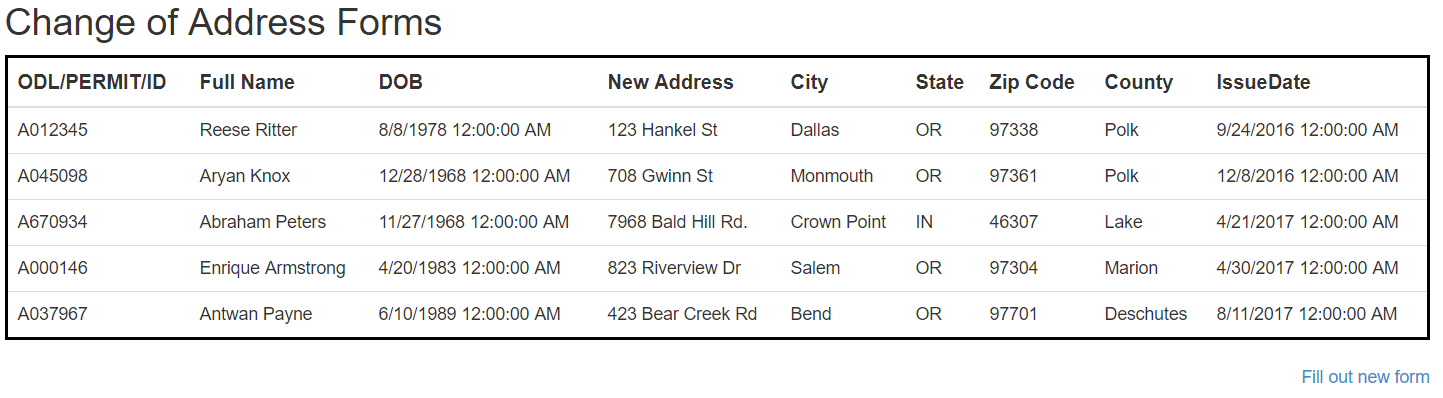 Change of Address Forms
ODL/PERMIT/ID Full Name DOB New Address City State Zip Code County IssueDate
A012345 Reese Ritter 8/8/1978 12:00:00 AM 123 Hankel St Dallas OR 97338 Polk 9/24/2016 12:00:00 AM
A045098 Aryan Knox 12/28/1968 12:00:00 AM 708 Gwinn St Monmouth OR 97361 Polk 12/8/2016 12:00:00 AM
A670934 Abraham Peters 11/27/1968 12:00:00 AM 7968 Bald Hill Rd. Crown Point IN 46307 Lake 4/21/2017 12:00:00 AM
A000146 Enrique Armstrong 4/20/1983 12:00:00 AM 823 Riverview Dr Salem OR 97304 Marion 4/30/2017 12:00:00 AM
A037967 Antwan Payne 6/10/1989 12:00:00 AM 423 Bear Creek Rd Bend OR 97701 Deschutes 8/11/2017 12:00:00 AM
Fill out new form